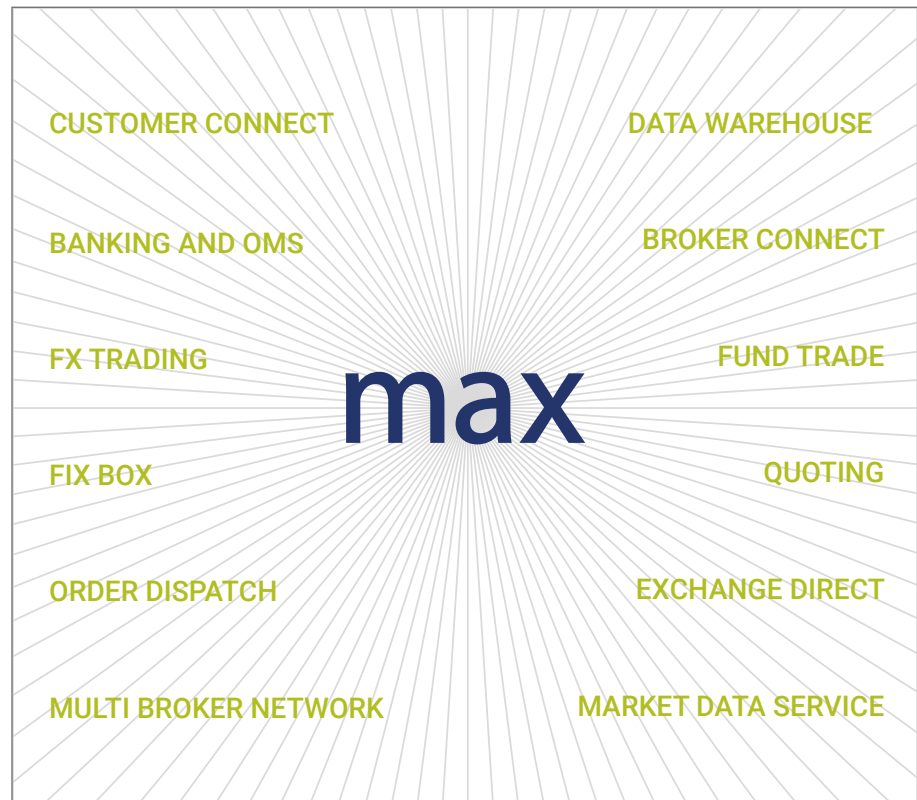 CUSTOMER CONNECT
DATA WAREHOUSE
BANKING AND OMS
BROKER CONNECT
FX TRADING
FUND TRADE
max
FIX BOX
QUOTING
ORDER DISPATCH
EXCHANGE DIRECT
MULTI BROKER NETWORK
MARKET DATA SERVICE